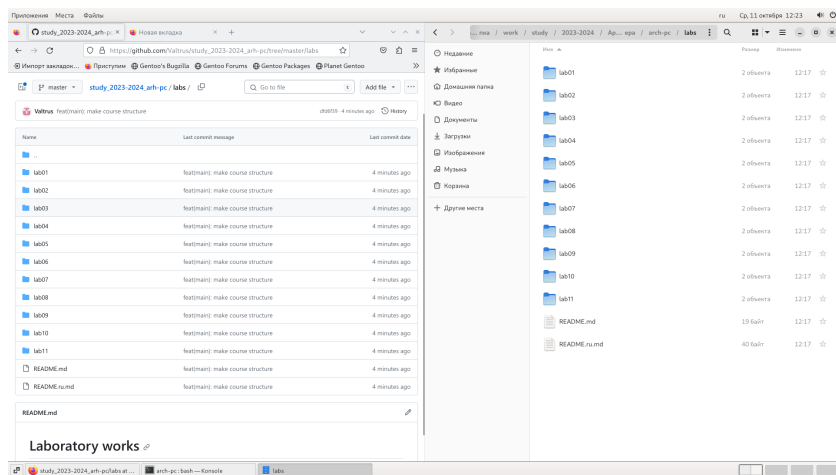 Приложения Места Файлы
ru Ср, 11 октября 12:23
study_2023-2024_arh-pc
Новая вкладка
https://github.com/Valtrus/study_2023-2024_arh-pc/tree/master/labs
Импорт закладок... Приступим Gentoo's Bugzilla Gentoo Forums Gentoo Packages Planet Gentoo
master study_2023-2024_arh-pc / labs / Go to file t Add file
Valtrus feat(main): make course structure 4 minutes ago History
Name Last commit message Last commit date
..
lab01 feat(main): make course structure 4 minutes ago
lab02 feat(main): make course structure 4 minutes ago
lab03 feat(main): make course structure 4 minutes ago
lab04 feat(main): make course structure 4 minutes ago
lab05 feat(main): make course structure 4 minutes ago
lab06 feat(main): make course structure 4 minutes ago
lab07 feat(main): make course structure 4 minutes ago
lab08 feat(main): make course structure 4 minutes ago
lab09 feat(main): make course structure 4 minutes ago
lab10 feat(main): make course structure 4 minutes ago
lab11 feat(main): make course structure 4 minutes ago
README.md feat(main): make course structure 4 minutes ago
README.ru.md feat(main): make course structure 4 minutes ago
README.md
Laboratory works
/ work / study / 2023-2024 / Ap... ера / arch-pc / labs
Недавние
Избранные
Домашняя папка
Видео
Документы
Загрузки
Изображения
Музыка
Корзина
Другие места
Имя Размер Изменен
lab01 2 объекта 12:17
lab02 2 объекта 12:17
lab03 2 объекта 12:17
lab04 2 объекта 12:17
lab05 2 объекта 12:17
lab06 2 объекта 12:17
lab07 2 объекта 12:17
lab08 2 объекта 12:17
lab09 2 объекта 12:17
lab10 2 объекта 12:17
lab11 2 объекта 12:17
README.md 19 байт 12:17
README.ru.md 40 байт 12:17
study_2023-2024_arh-pc/labs at ... arch-pc : bash — Konsole labs